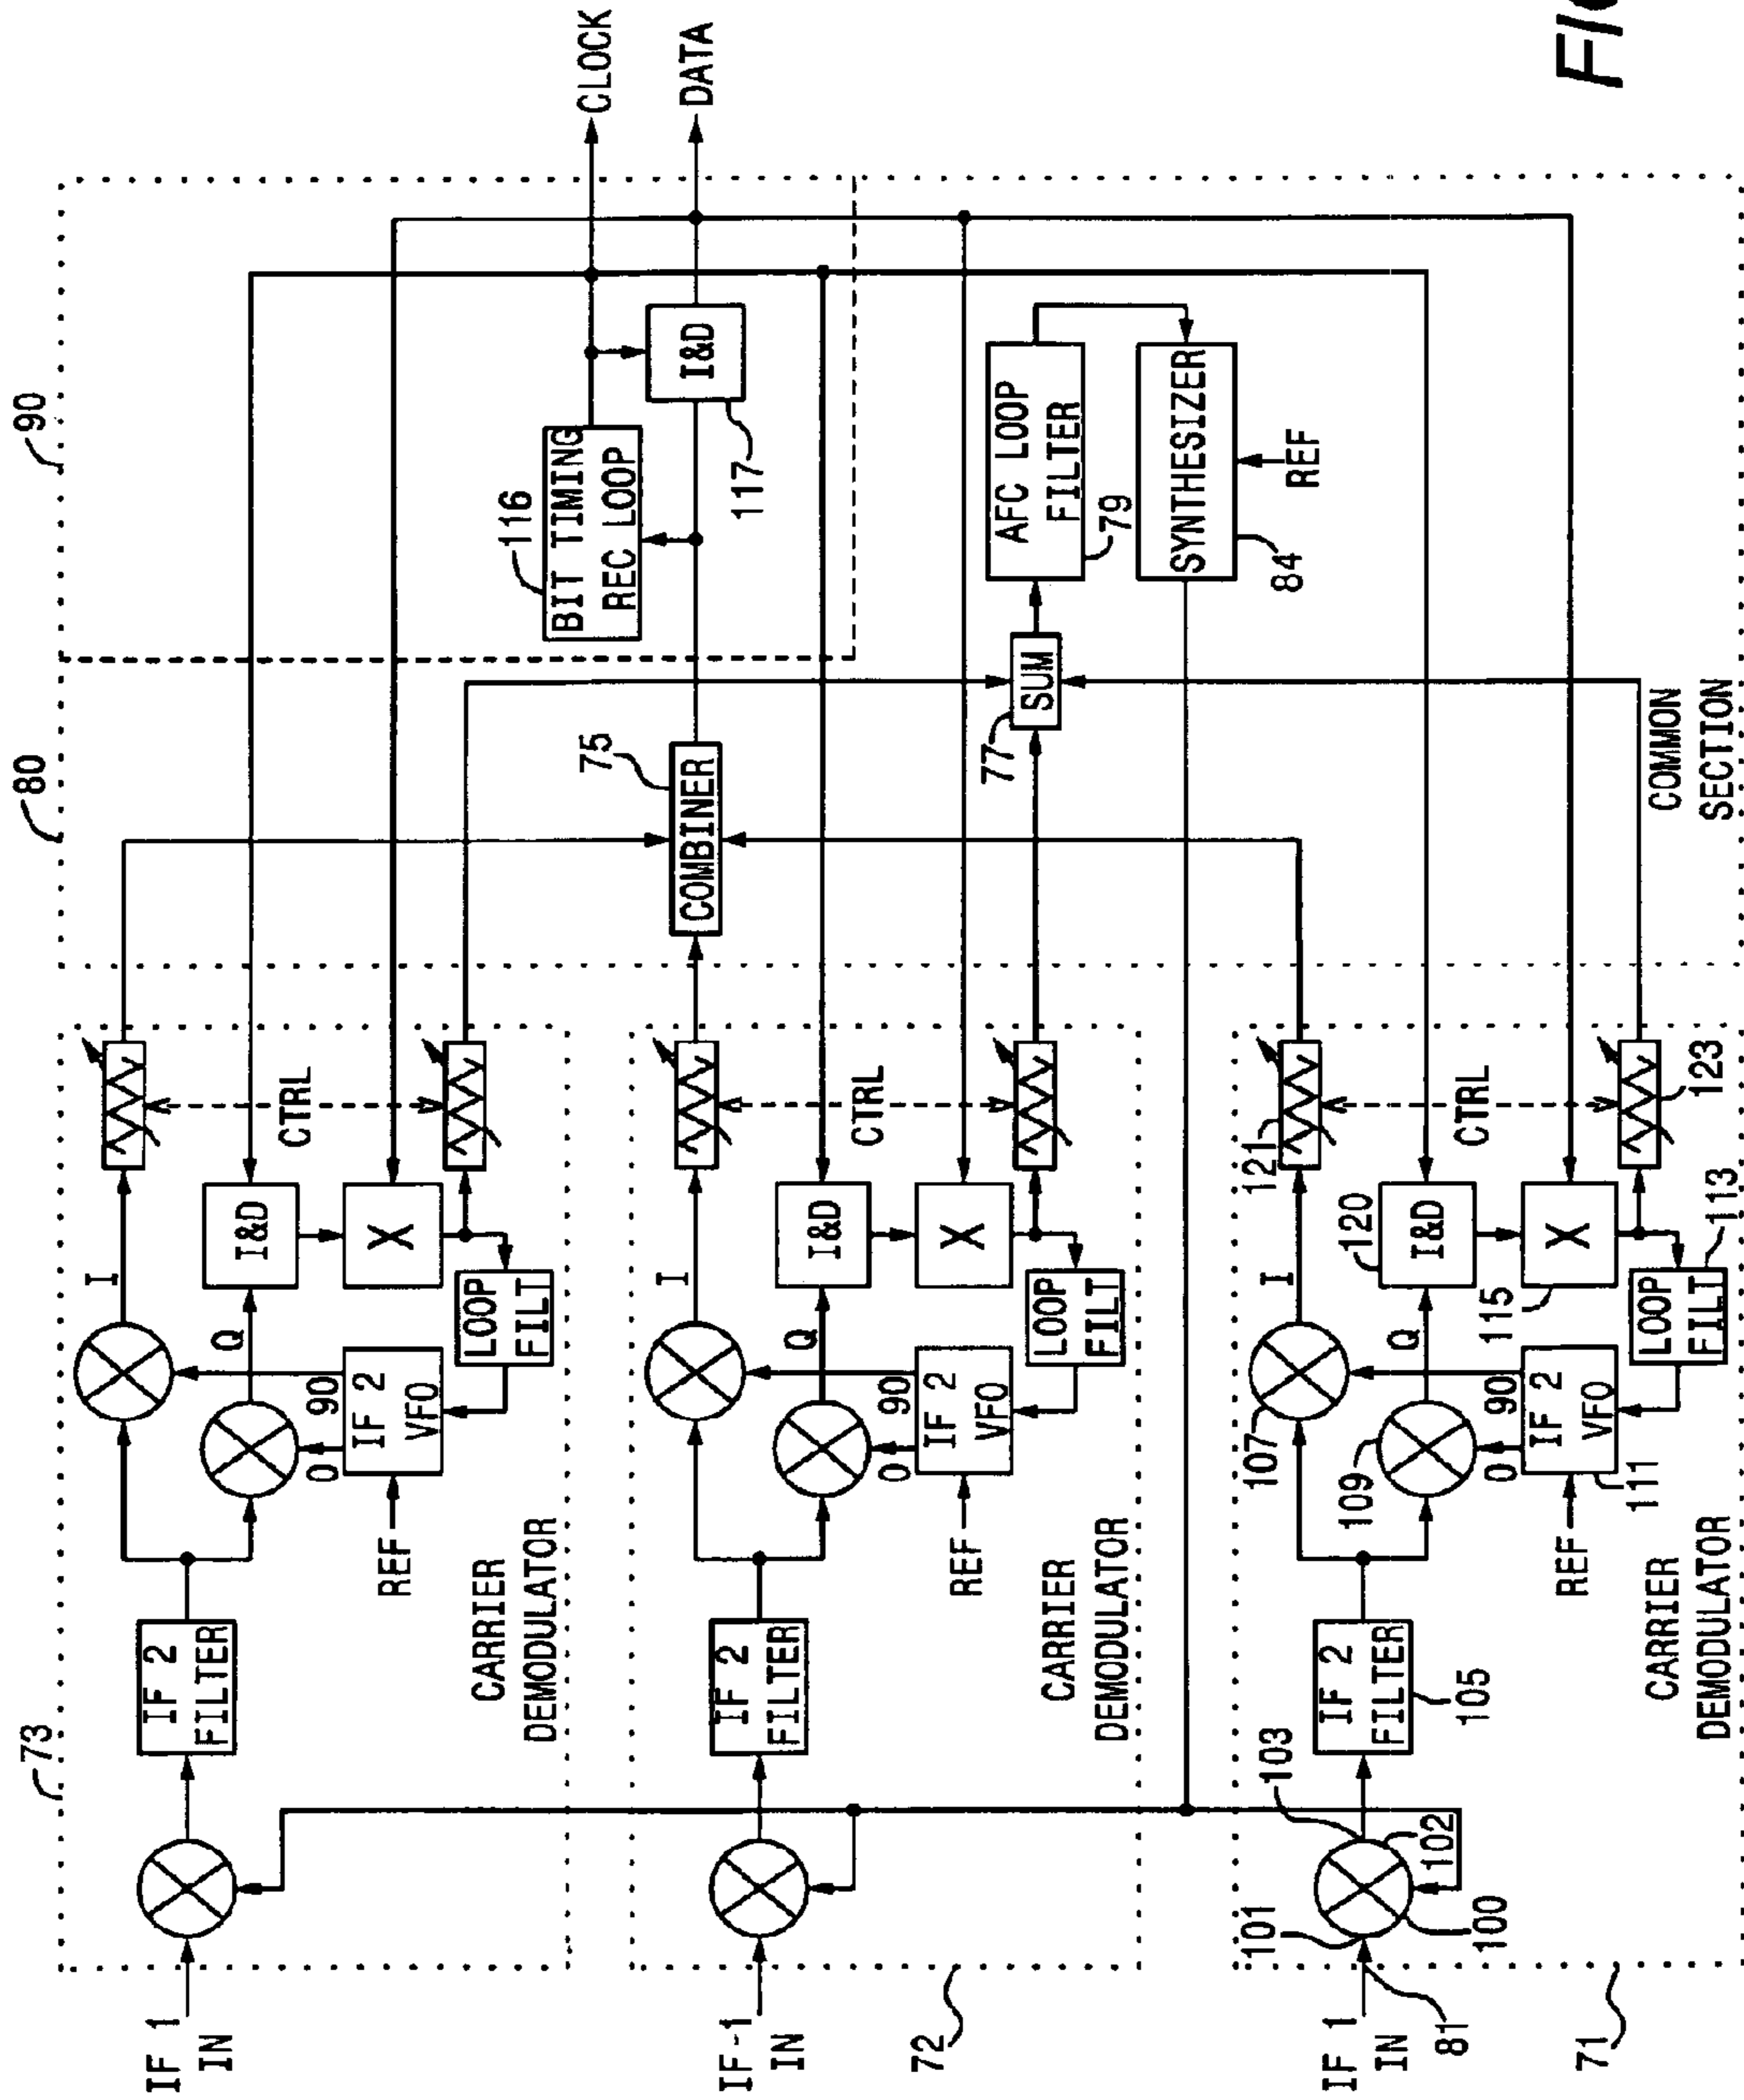 73
80
90
IF 1
IN
IF 2
FILTER
I
Q
0
90
IF 2
VFO
REF
I&D
X
LOOP
FILT
CTRL
CARRIER
DEMODULATOR
116
BIT TIMING
REC LOOP
I&D
117
CLOCK
DATA
72
IF-1
IN
IF 2
FILTER
I
Q
0
90
IF 2
VFO
REF
I&D
X
LOOP
FILT
CTRL
CARRIER
DEMODULATOR
COMBINER
75
77
SUM
AFC LOOP
FILTER
79
SYNTHESIZER
84
REF
71
IF 1
IN
81
101
100
102
103
IF 2
FILTER
105
107
109
I
Q
0
90
IF 2
VFO
111
REF
I&D
120
X
115
LOOP
FILT
113
121
CTRL
123
CARRIER
DEMODULATOR
COMMON
SECTION